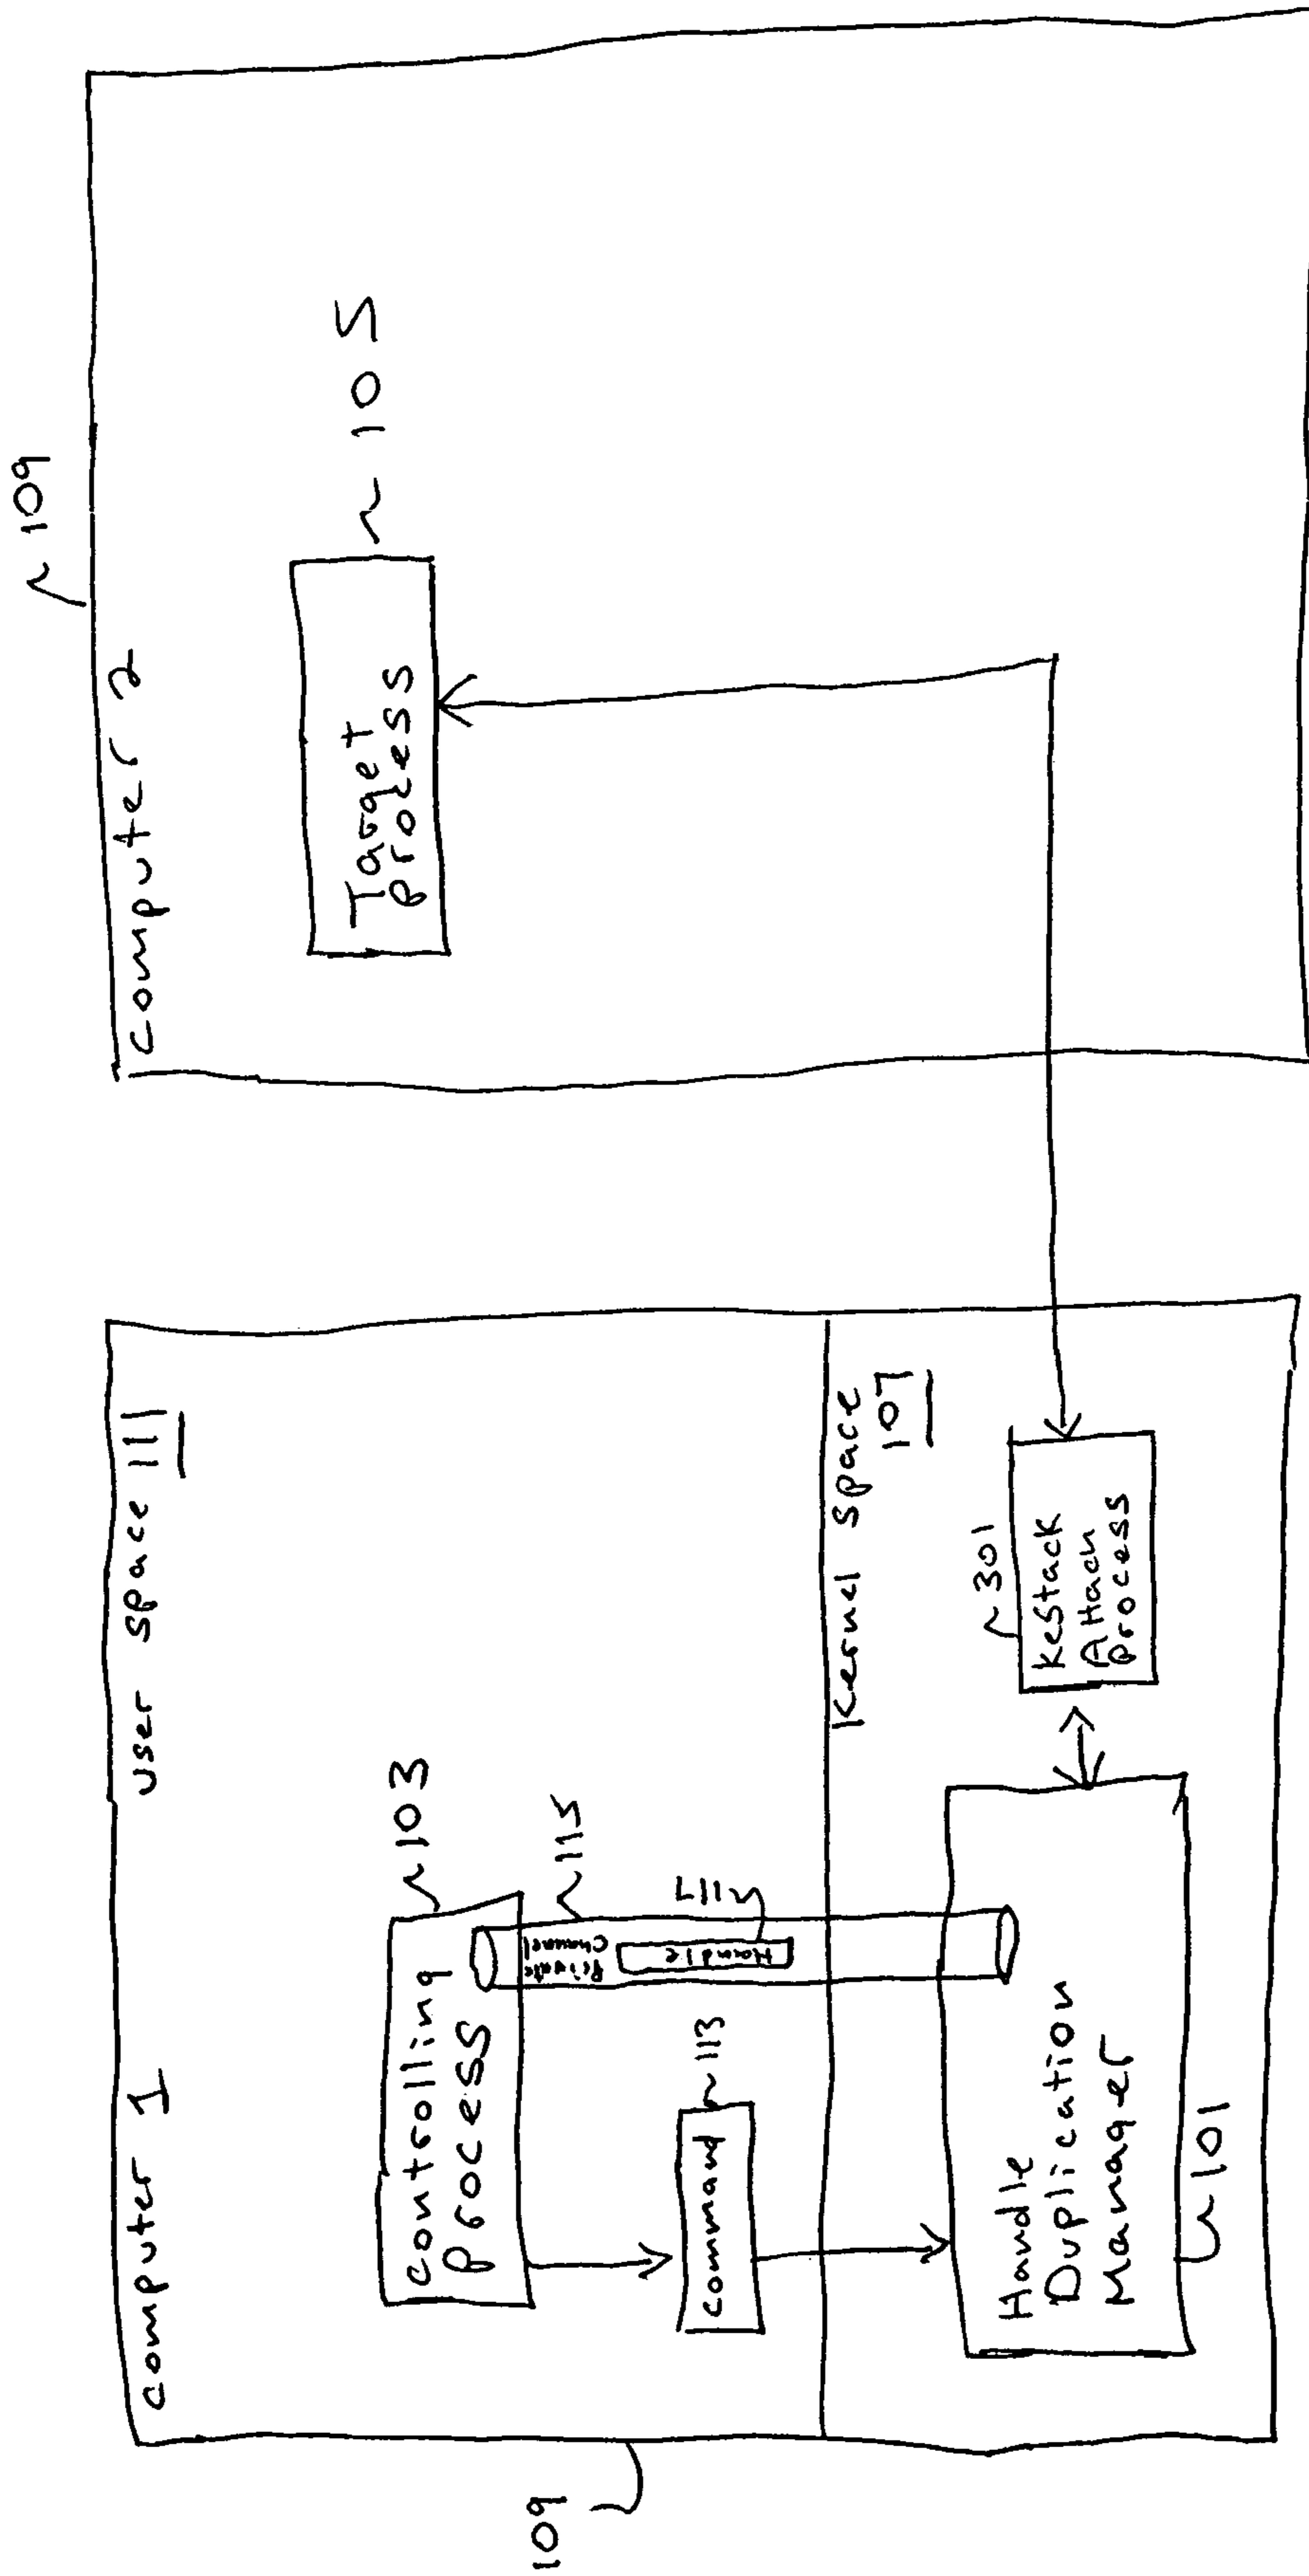 109
computer 1 user space 111
controlling
process
103
115
Private
Channel
Handle
117
command
113
Kernel space
107
Handle
Duplication
Manager
101
301
KeStack
Attach
process
109
computer 2
Target
process
105